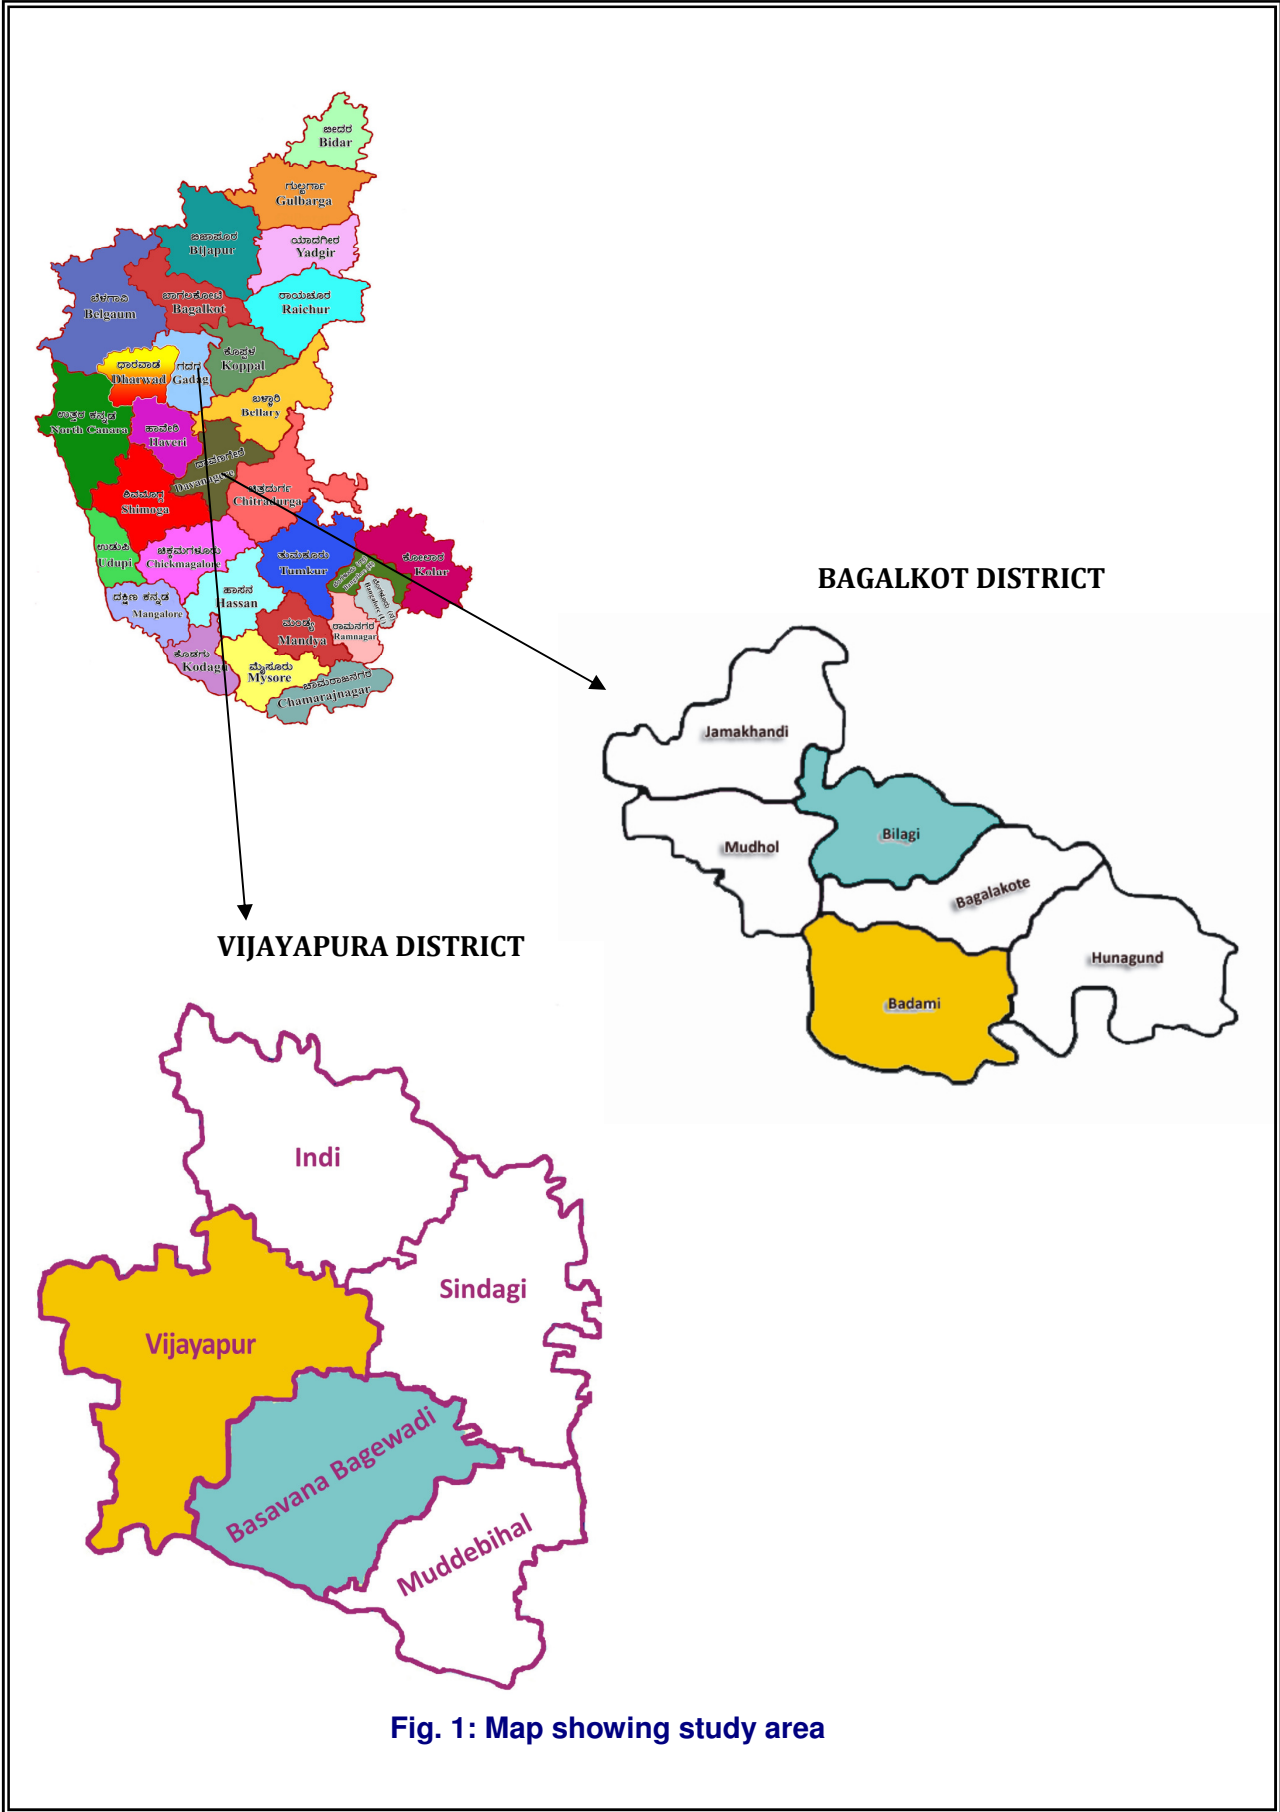 ಬೀದರ
Bidar
ಗುಲ್ಬರ್ಗಾ
Gulbarga
ಬಿಜಾಪೂರ
Bijapur
ಯಾದಗೀರ
Yadgir
ಬೆಳಗಾವಿ
Belgaum
ಬಾಗಲಕೋಟೆ
Bagalkot
ರಾಯಚೂರ
Raichur
ಧಾರವಾಡ
Dharwad
ಗದಗ
Gadag
ಕೊಪ್ಪಳ
Koppal
ಬಳ್ಳಾರಿ
Bellary
ಉತ್ತರ ಕನ್ನಡ
North Canara
ಹಾವೇರಿ
Haveri
ದಾವಣಗೇರೆ
Davanagere
ಶಿವಮೊಗ್ಗ
Shimoga
ಚಿತ್ರದುರ್ಗ
Chitradurga
ಉಡುಪಿ
Udupi
ಚಿಕ್ಕಮಗಳೂರು
Chickmagalore
ತುಮಕೂರು
Tumkur
ಕೋಲಾರ
Kolar
ದಕ್ಷಿಣ ಕನ್ನಡ
Mangalore
ಹಾಸನ
Hassan
ಮಂಡ್ಯ
Mandya
ರಾಮನಗರ
Ramnagar
ಕೊಡಗು
Kodagu
ಮೈಸೂರು
Mysore
ಚಾಮರಾಜನಗರ
Chamarajnagar
BAGALKOT DISTRICT
Jamakhandi
Mudhol
Bilagi
Bagalakote
Hunagund
Badami
VIJAYAPURA DISTRICT
Indi
Sindagi
Vijayapur
Basavana Bagewadi
Muddebihal
Fig. 1: Map showing study area